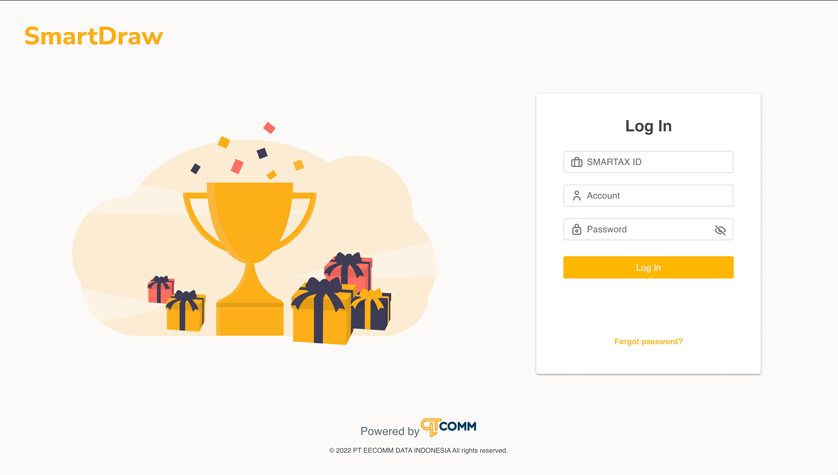 SmartDraw
Log In
SMARTAX ID
Account
Password
Log In
Forgot password?
Powered by COMM
© 2022 PT EECOMM DATA INDONESIA All rights reserved.